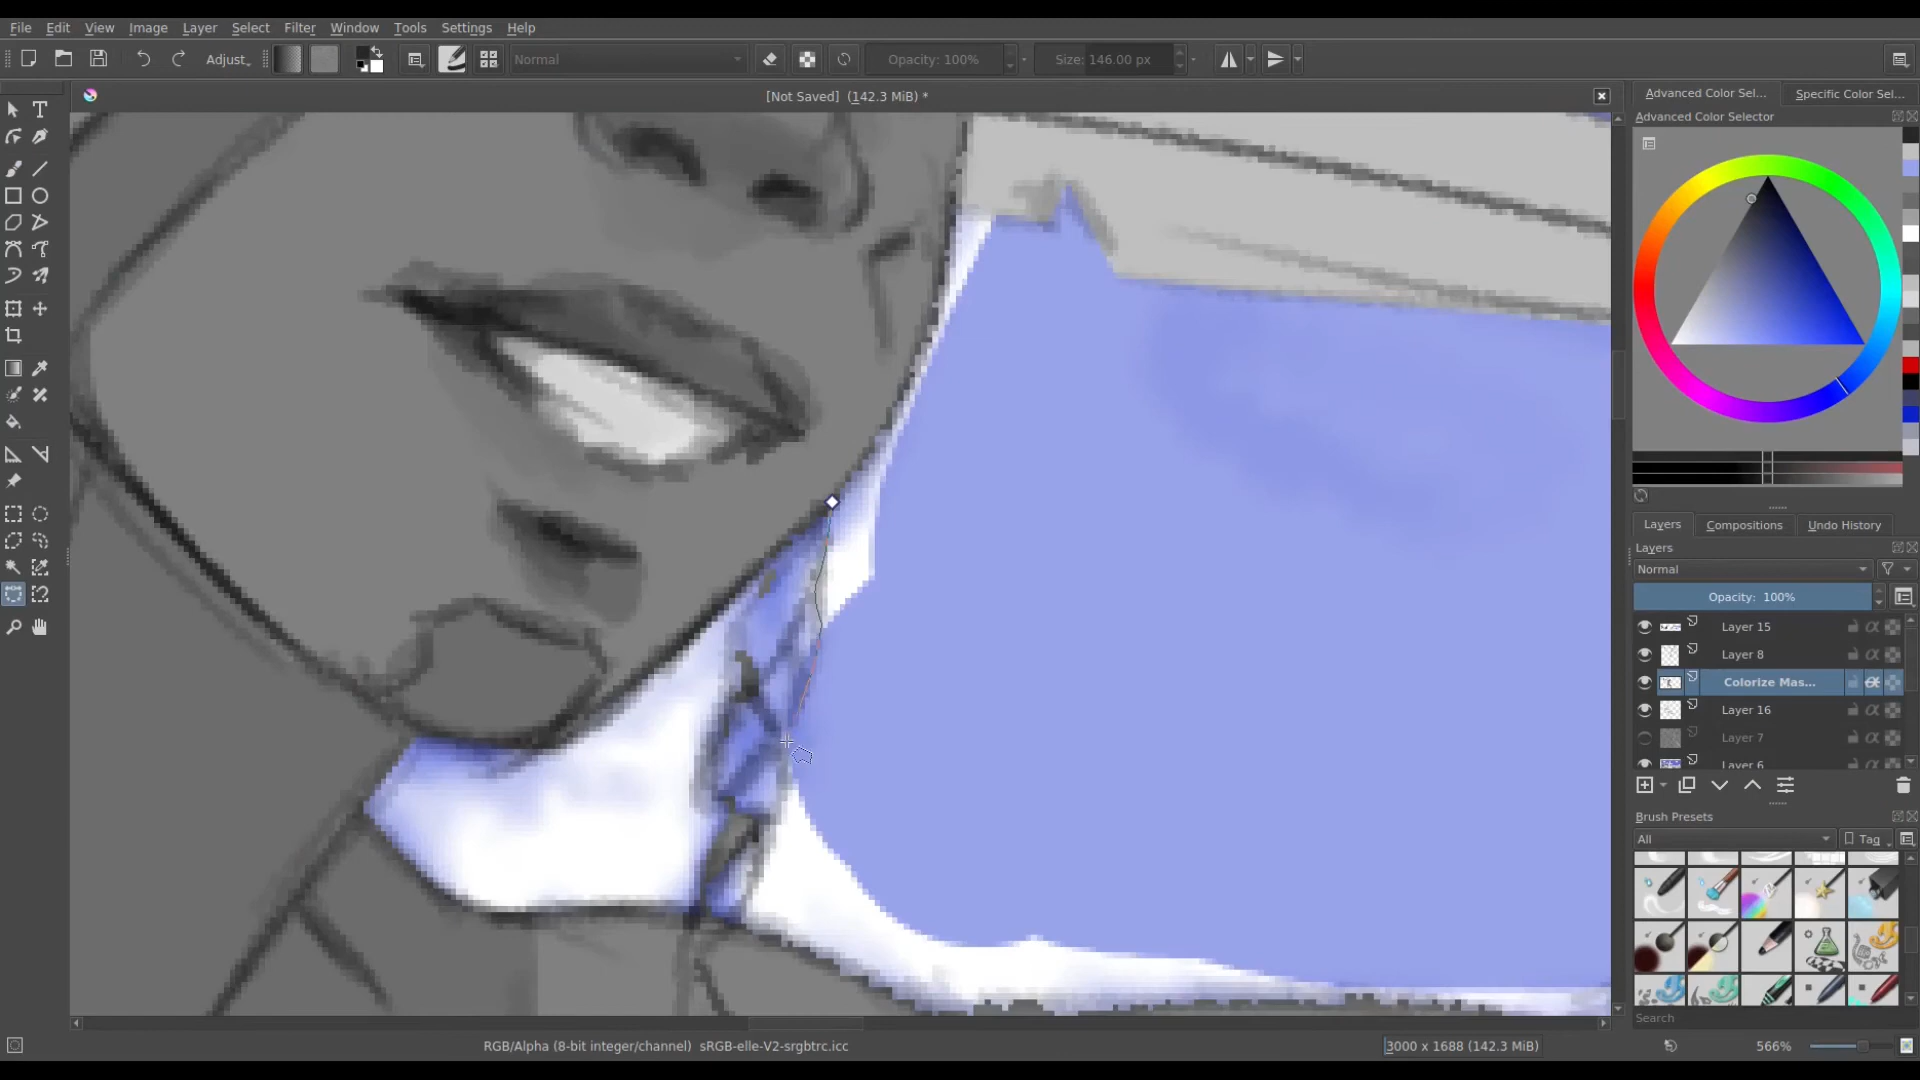 File Edit View Image Layer Select Filter Window Tools Settings Help
Adjust Normal Opacity: 100% Size: 146.00 px
[Not Saved] (142.3 MiB) *
Advanced Color Sel... Specific Color Sel...
Advanced Color Selector
Layers Compositions Undo History
Layers
Normal
Opacity: 100%
Layer 15
Layer 8
Colorize Mas...
Layer 16
Layer 7
Layer 6
Brush Presets
All Tag
Search
RGB/Alpha (8-bit integer/channel) sRGB-elle-V2-srgbtrc.icc 3000 x 1688 (142.3 MiB) 566%